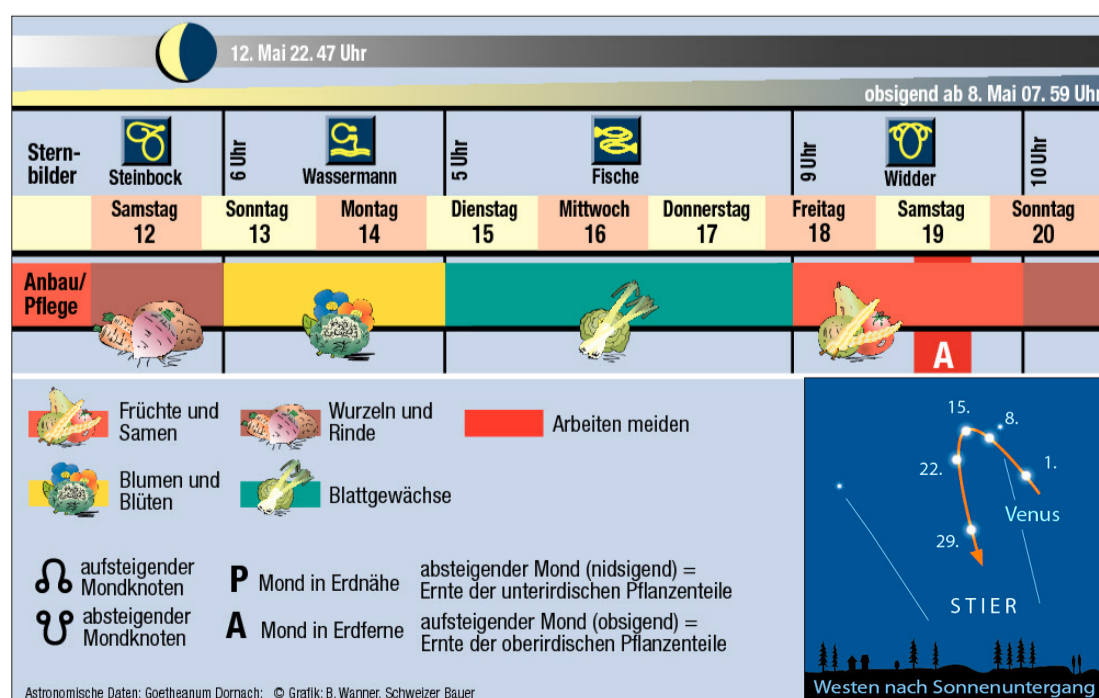 12. Mai 22. 47 Uhr
obsigend ab 8. Mai 07. 59 Uhr
Stern-
bilder
Steinbock
6 Uhr
Wassermann
5 Uhr
Fische
9 Uhr
Widder
10 Uhr
Samstag
12
Sonntag
13
Montag
14
Dienstag
15
Mittwoch
16
Donnerstag
17
Freitag
18
Samstag
19
Sonntag
20
Anbau/
Pflege
A
Früchte und
Samen
Wurzeln und
Rinde
Arbeiten meiden
Blumen und
Blüten
Blattgewächse
aufsteigender
Mondknoten
absteigender
Mondknoten
P Mond in Erdnähe
A Mond in Erdferne
absteigender Mond (nidsigend) =
Ernte der unterirdischen Pflanzenteile
aufsteigender Mond (obsigend) =
Ernte der oberirdischen Pflanzenteile
15.
8.
22.
1.
Venus
29.
STIER
Westen nach Sonnenuntergang
Astronomische Daten: Goetheanum Dornach; © Grafik: B. Wanner, Schweizer Bauer